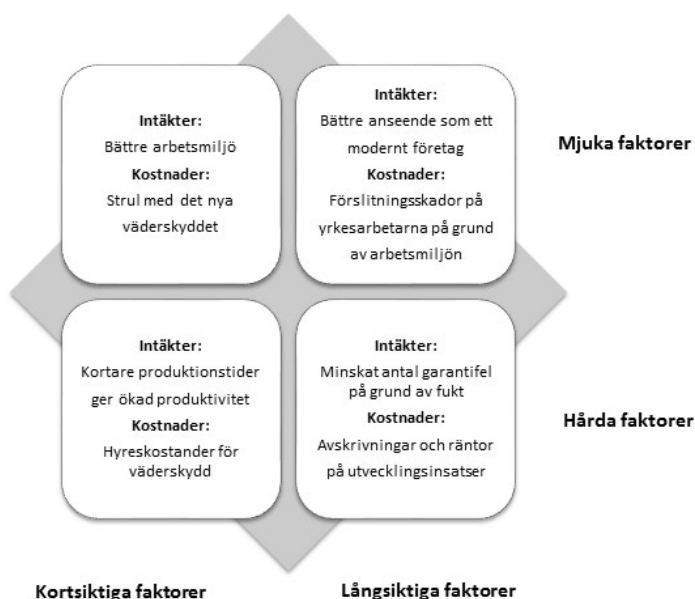 Intäkter:
Bättre arbetsmiljö
Kostnader:
Strul med det nya
väderskyddet
Intäkter:
Bättre anseende som ett
modernt företag
Kostnader:
Förslitningsskador på
yrkesarbetarna på grund
av arbetsmiljön
Mjuka faktorer
Intäkter:
Kortare produktionstider
ger ökad produktivitet
Kostnader:
Hyreskostander för
väderskydd
Intäkter:
Minskat antal garantifel
på grund av fukt
Kostnader:
Avskrivningar och räntor
på utvecklingsinsatser
Hårda faktorer
Kortsiktiga faktorer
Långsiktiga faktorer